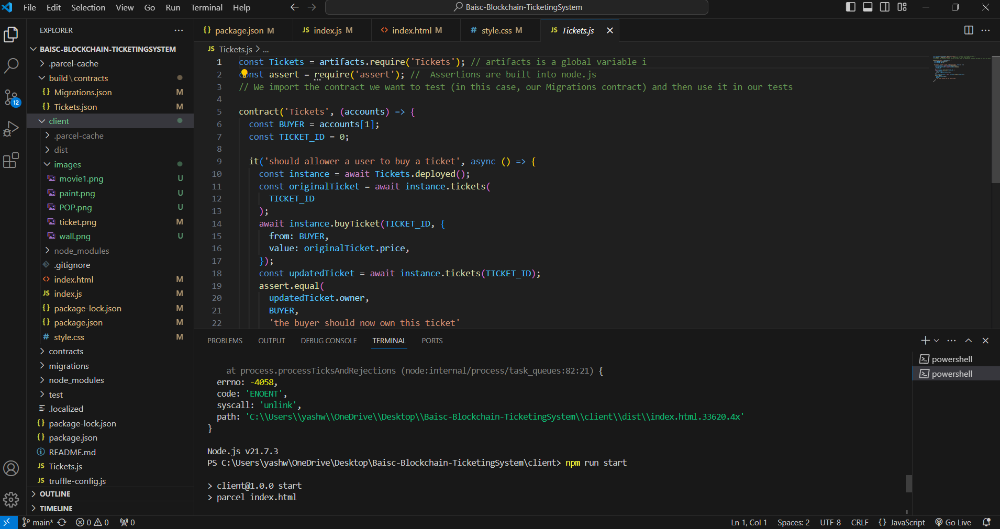 File Edit Selection View Go Run Terminal Help
Baisc-Blockchain-TicketingSystem
EXPLORER
BAISC-BLOCKCHAIN-TICKETINGSYSTEM
.parcel-cache
build\contracts
{} Migrations.json M
{} Tickets.json M
client
.parcel-cache
dist
images
movie1.png U
paint.png U
POP.png U
ticket.png M
wall.png U
node_modules
.gitignore
<> index.html M
JS index.js M
{} package-lock.json M
{} package.json M
# style.css M
contracts
migrations
node_modules
test
.localized
{} package-lock.json
{} package.json
README.md
JS Tickets.js
JS truffle-config.js
OUTLINE
TIMELINE
12
{} package.json M JS index.js M <> index.html M # style.css M JS Tickets.js
JS Tickets.js > ...
1 const Tickets = artifacts.require('Tickets'); // artifacts is a global variable i
2 const assert = require('assert'); //  Assertions are built into node.js
3 // We import the contract we want to test (in this case, our Migrations contract) and then use it in our tests
4
5 contract('Tickets', (accounts) => {
6   const BUYER = accounts[1];
7   const TICKET_ID = 0;
8
9   it('should allower a user to buy a ticket', async () => {
10     const instance = await Tickets.deployed();
11     const originalTicket = await instance.tickets(
12       TICKET_ID
13     );
14     await instance.buyTicket(TICKET_ID, {
15       from: BUYER,
16       value: originalTicket.price,
17     });
18     const updatedTicket = await instance.tickets(TICKET_ID);
19     assert.equal(
20       updatedTicket.owner,
21       BUYER,
22       'the buyer should now own this ticket'
PROBLEMS OUTPUT DEBUG CONSOLE TERMINAL PORTS
at process.processTicksAndRejections (node:internal/process/task_queues:82:21) {
errno: -4058,
code: 'ENOENT',
syscall: 'unlink',
path: 'C:\\Users\\yashw\\OneDrive\\Desktop\\Baisc-Blockchain-TicketingSystem\\client\\dist\\index.html.33620.4x'
}
Node.js v21.7.3
PS C:\Users\yashw\OneDrive\Desktop\Baisc-Blockchain-TicketingSystem\client> npm run start
> client@1.0.0 start
> parcel index.html
powershell
powershell
main* 0 0 0
Ln 1, Col 1 Spaces: 2 UTF-8 CRLF {} JavaScript Go Live